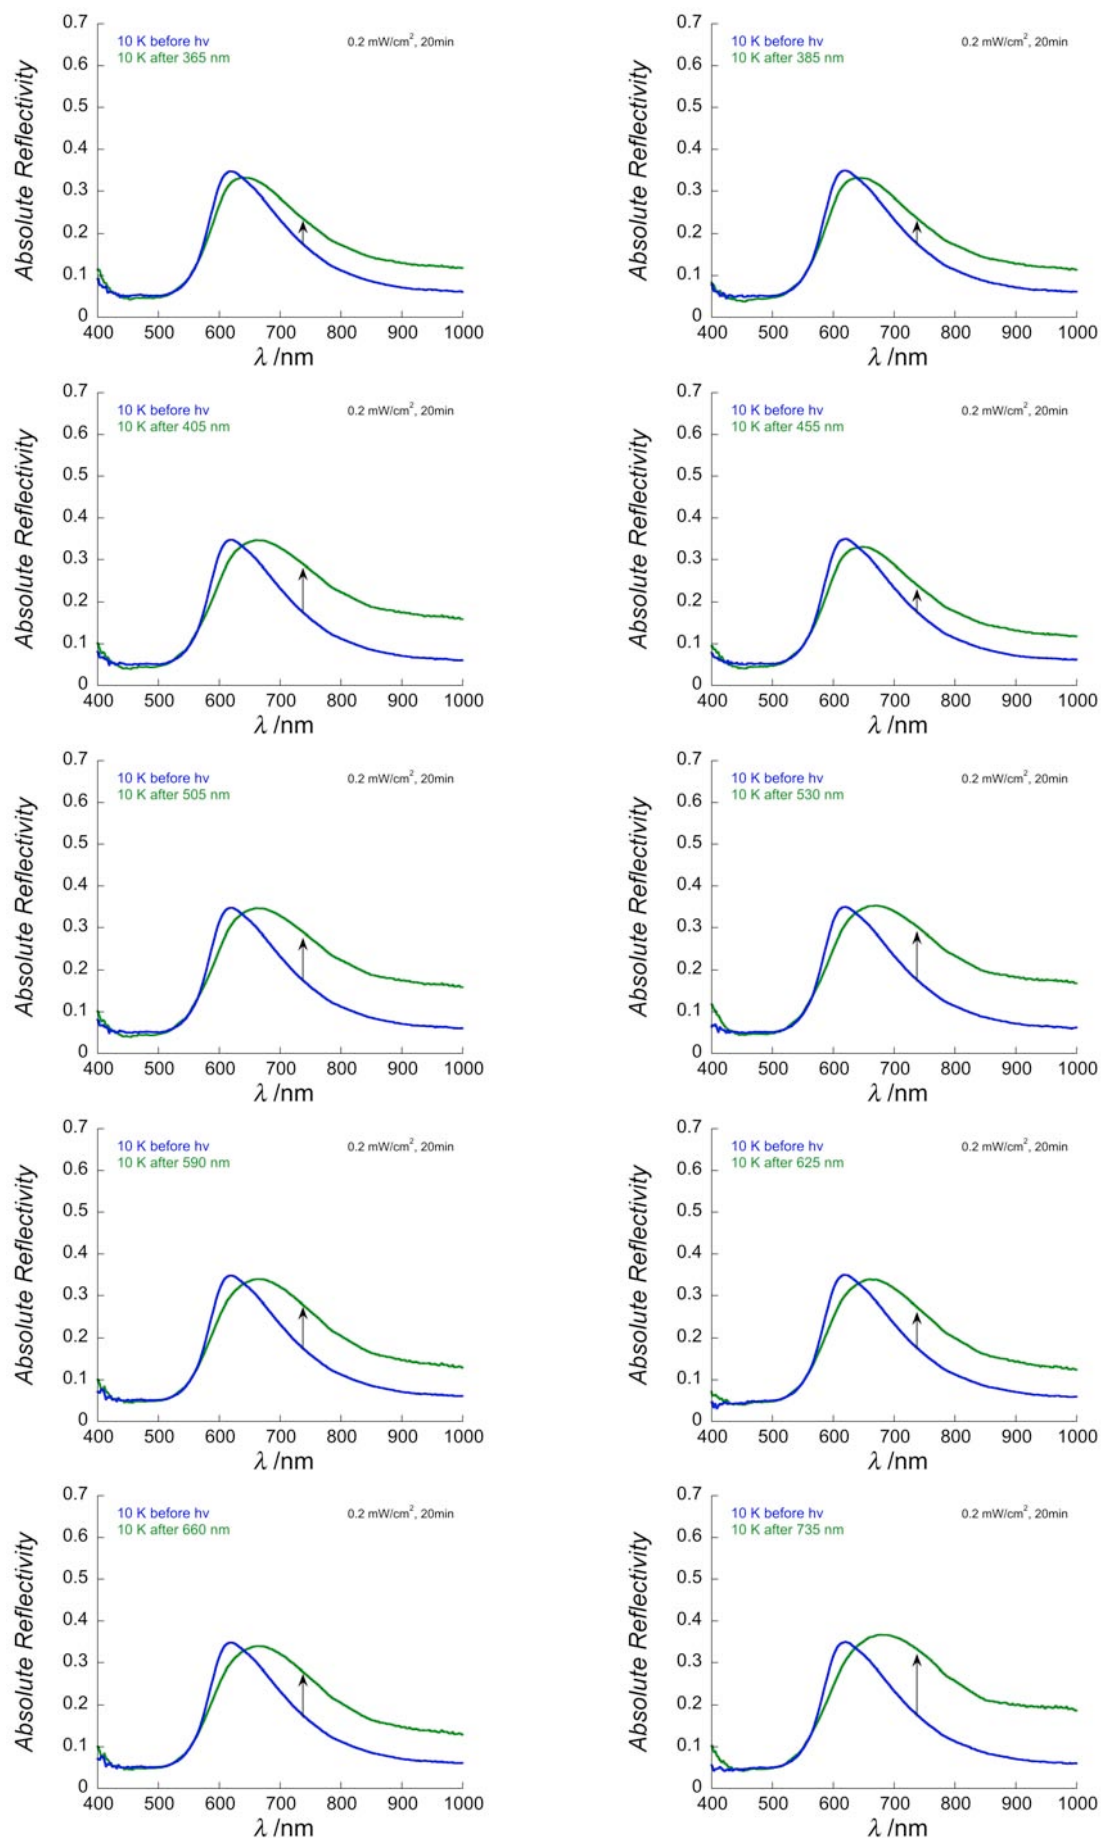 0.7
10 K before hv
0.2 mW/cm², 20min
10 K after 365 nm
0.6
0.5
0.4
0.3
0.2
0.1
0
Absolute Reflectivity
400 500 600 700 800 900 1000
λ /nm
0.7
10 K before hv
0.2 mW/cm², 20min
10 K after 385 nm
0.6
0.5
0.4
0.3
0.2
0.1
0
Absolute Reflectivity
400 500 600 700 800 900 1000
λ /nm
0.7
10 K before hv
0.2 mW/cm², 20min
10 K after 405 nm
0.6
0.5
0.4
0.3
0.2
0.1
0
Absolute Reflectivity
400 500 600 700 800 900 1000
λ /nm
0.7
10 K before hv
0.2 mW/cm², 20min
10 K after 455 nm
0.6
0.5
0.4
0.3
0.2
0.1
0
Absolute Reflectivity
400 500 600 700 800 900 1000
λ /nm
0.7
10 K before hv
0.2 mW/cm², 20min
10 K after 505 nm
0.6
0.5
0.4
0.3
0.2
0.1
0
Absolute Reflectivity
400 500 600 700 800 900 1000
λ /nm
0.7
10 K before hv
0.2 mW/cm², 20min
10 K after 530 nm
0.6
0.5
0.4
0.3
0.2
0.1
0
Absolute Reflectivity
400 500 600 700 800 900 1000
λ /nm
0.7
10 K before hv
0.2 mW/cm², 20min
10 K after 590 nm
0.6
0.5
0.4
0.3
0.2
0.1
0
Absolute Reflectivity
400 500 600 700 800 900 1000
λ /nm
0.7
10 K before hv
0.2 mW/cm², 20min
10 K after 625 nm
0.6
0.5
0.4
0.3
0.2
0.1
0
Absolute Reflectivity
400 500 600 700 800 900 1000
λ /nm
0.7
10 K before hv
0.2 mW/cm², 20min
10 K after 660 nm
0.6
0.5
0.4
0.3
0.2
0.1
0
Absolute Reflectivity
400 500 600 700 800 900 1000
λ /nm
0.7
10 K before hv
0.2 mW/cm², 20min
10 K after 735 nm
0.6
0.5
0.4
0.3
0.2
0.1
0
Absolute Reflectivity
400 500 600 700 800 900 1000
λ /nm